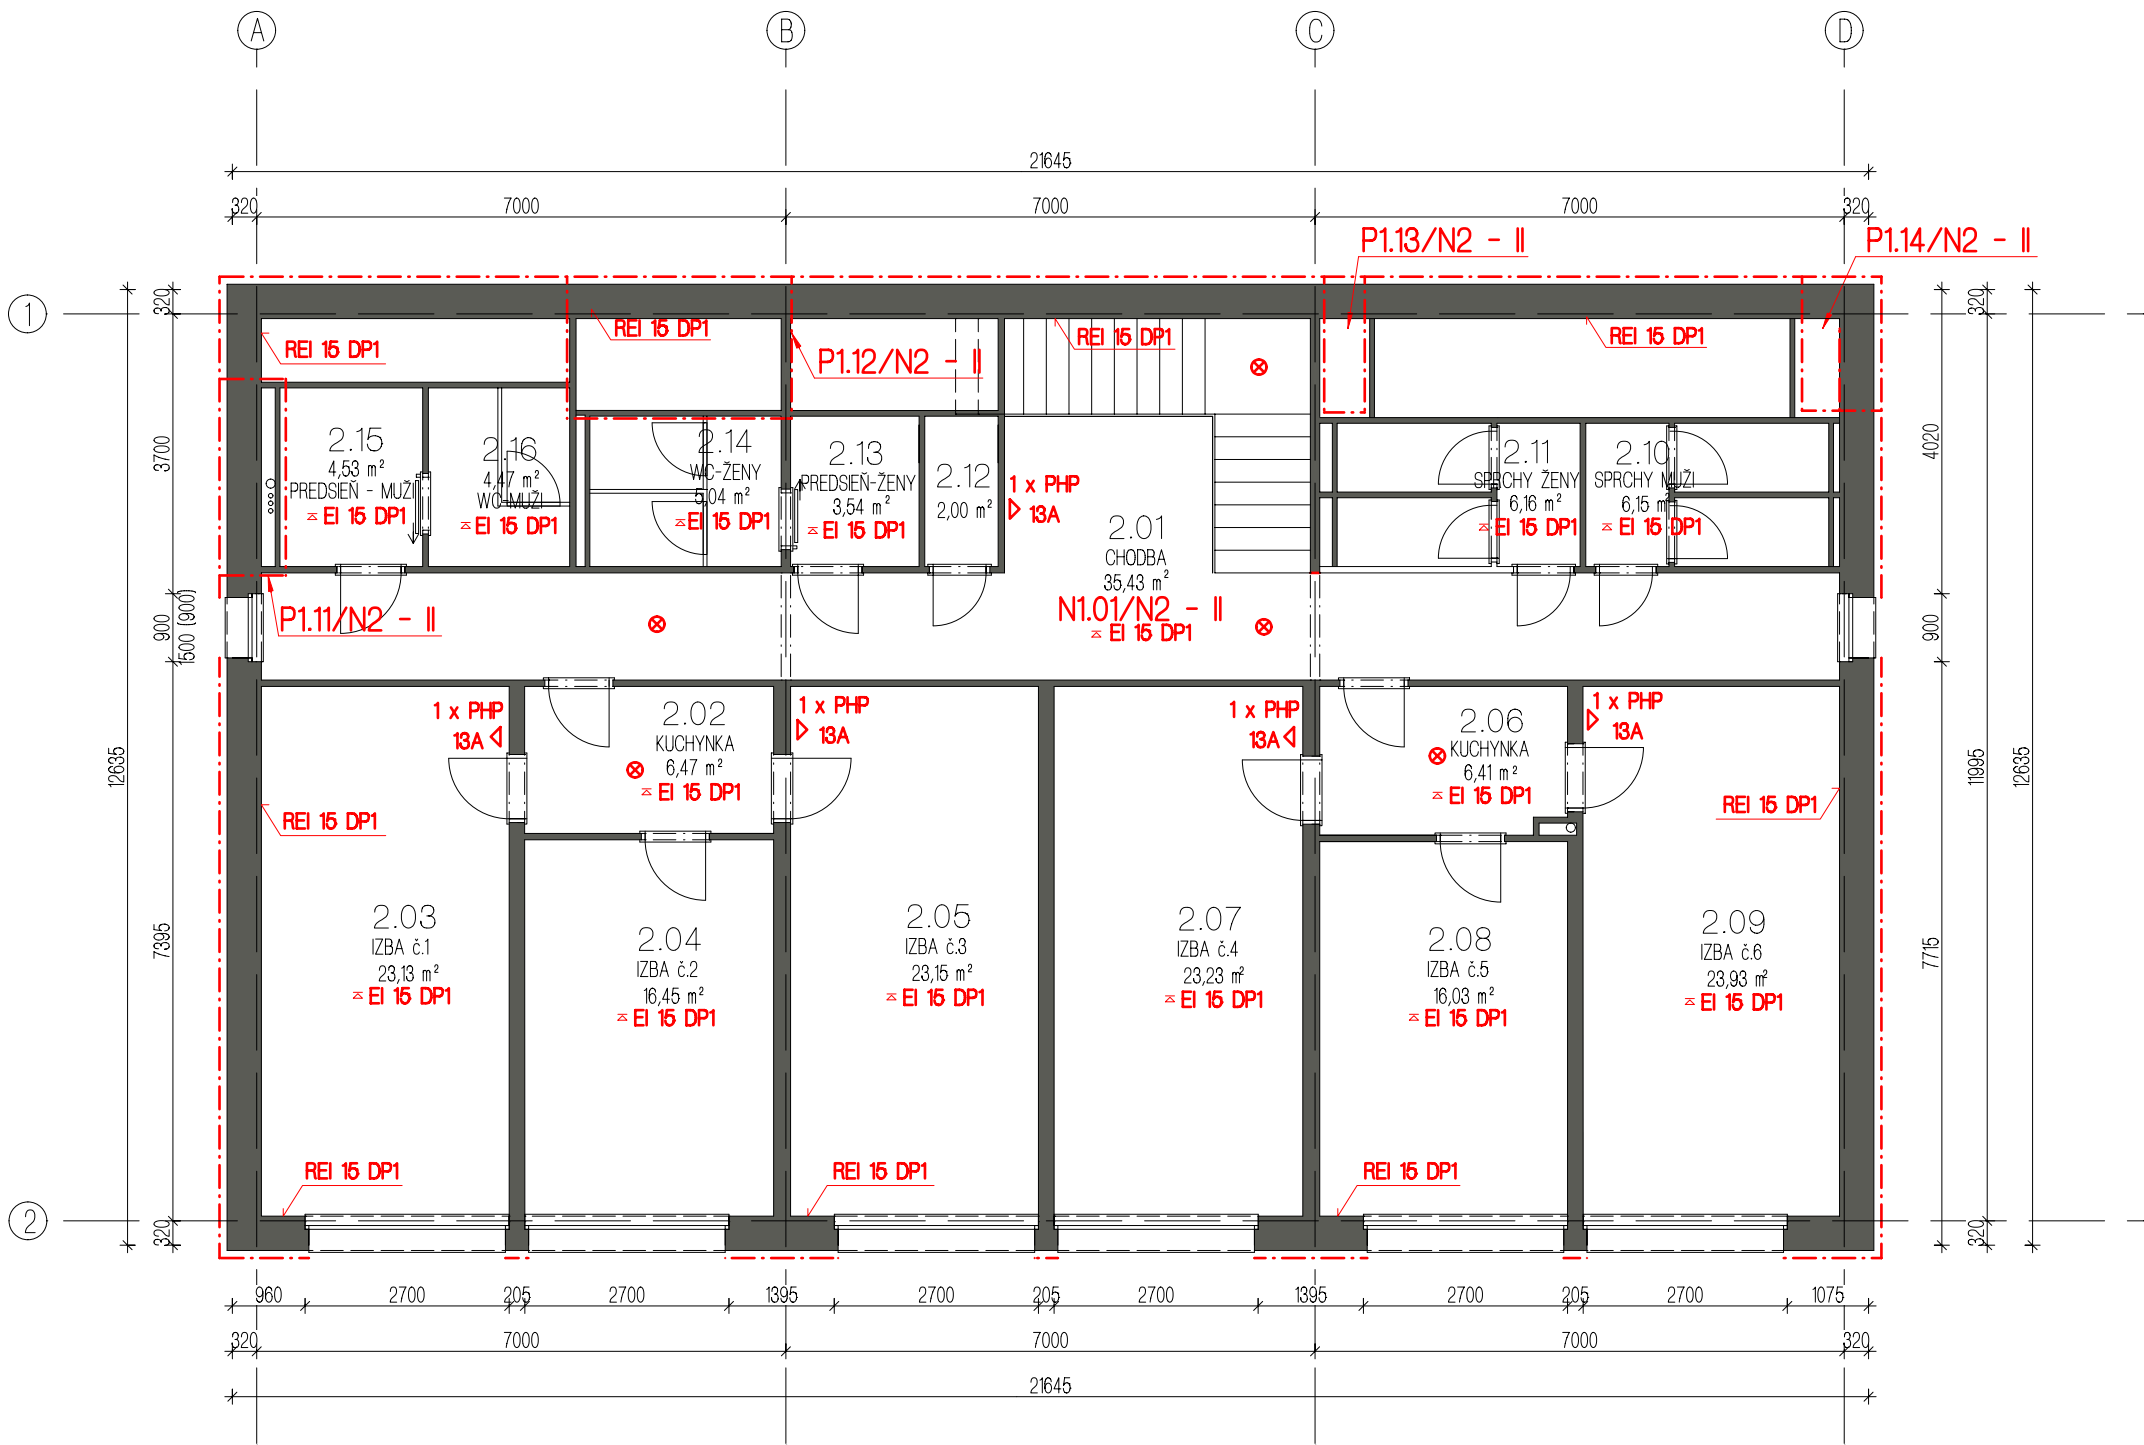 A
B
C
D
21645
320
7000
7000
7000
320
P1.13/N2 - II
P1.14/N2 - II
1
320
3700
900
1500 (900)
12635
7395
320
2
REI 15 DP1
REI 15 DP1
P1.12/N2 - II
REI 15 DP1
REI 15 DP1
2.15
4,53 m²
PREDSIEŇ - MUŽI
EI 15 DP1
2.16
4,47 m²
WC-MUŽI
EI 15 DP1
2.14
WC-ŽENY
5,04 m²
EI 15 DP1
2.13
PREDSIEŇ-ŽENY
3,54 m²
EI 15 DP1
2.12
2,00 m²
1 x PHP
13A
2.01
CHODBA
35,43 m²
N1.01/N2 - II
EI 15 DP1
2.11
SPRCHY ŽENY
6,16 m²
EI 15 DP1
2.10
SPRCHY MUŽI
6,15 m²
EI 15 DP1
P1.11/N2 - II
1 x PHP
13A
2.02
KUCHYNKA
6,47 m²
EI 15 DP1
1 x PHP
13A
1 x PHP
13A
2.06
KUCHYNKA
6,41 m²
EI 15 DP1
1 x PHP
13A
REI 15 DP1
REI 15 DP1
2.03
IZBA č.1
23,13 m²
EI 15 DP1
2.04
IZBA č.2
16,45 m²
EI 15 DP1
2.05
IZBA č.3
23,15 m²
EI 15 DP1
2.07
IZBA č.4
23,23 m²
EI 15 DP1
2.08
IZBA č.5
16,03 m²
EI 15 DP1
2.09
IZBA č.6
23,93 m²
EI 15 DP1
REI 15 DP1
REI 15 DP1
REI 15 DP1
4020
900
7715
320
11995
320
12635
960
2700
205
2700
1395
2700
205
2700
1395
2700
205
2700
1075
320
7000
7000
7000
320
21645